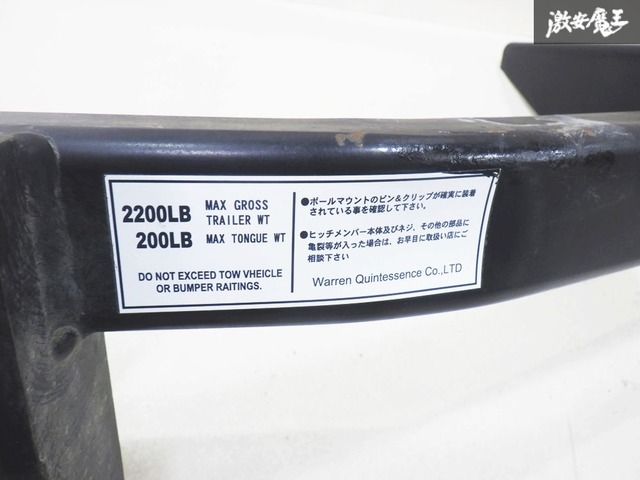 激安魔王
2200LB MAX GROSS TRAILER WT
200LB MAX TONGUE WT
DO NOT EXCEED TOW VHEICLE
OR BUMPER RAITINGS.
●ボールマウントのピン&クリップが確実に装着
されている事を確認して下さい。
●ヒッチメンバー本体及びネジ、その他の部品に
亀裂等が入った場合は、お早目に取扱い店にご
相談下さい
Warren Quintessence Co.,LTD